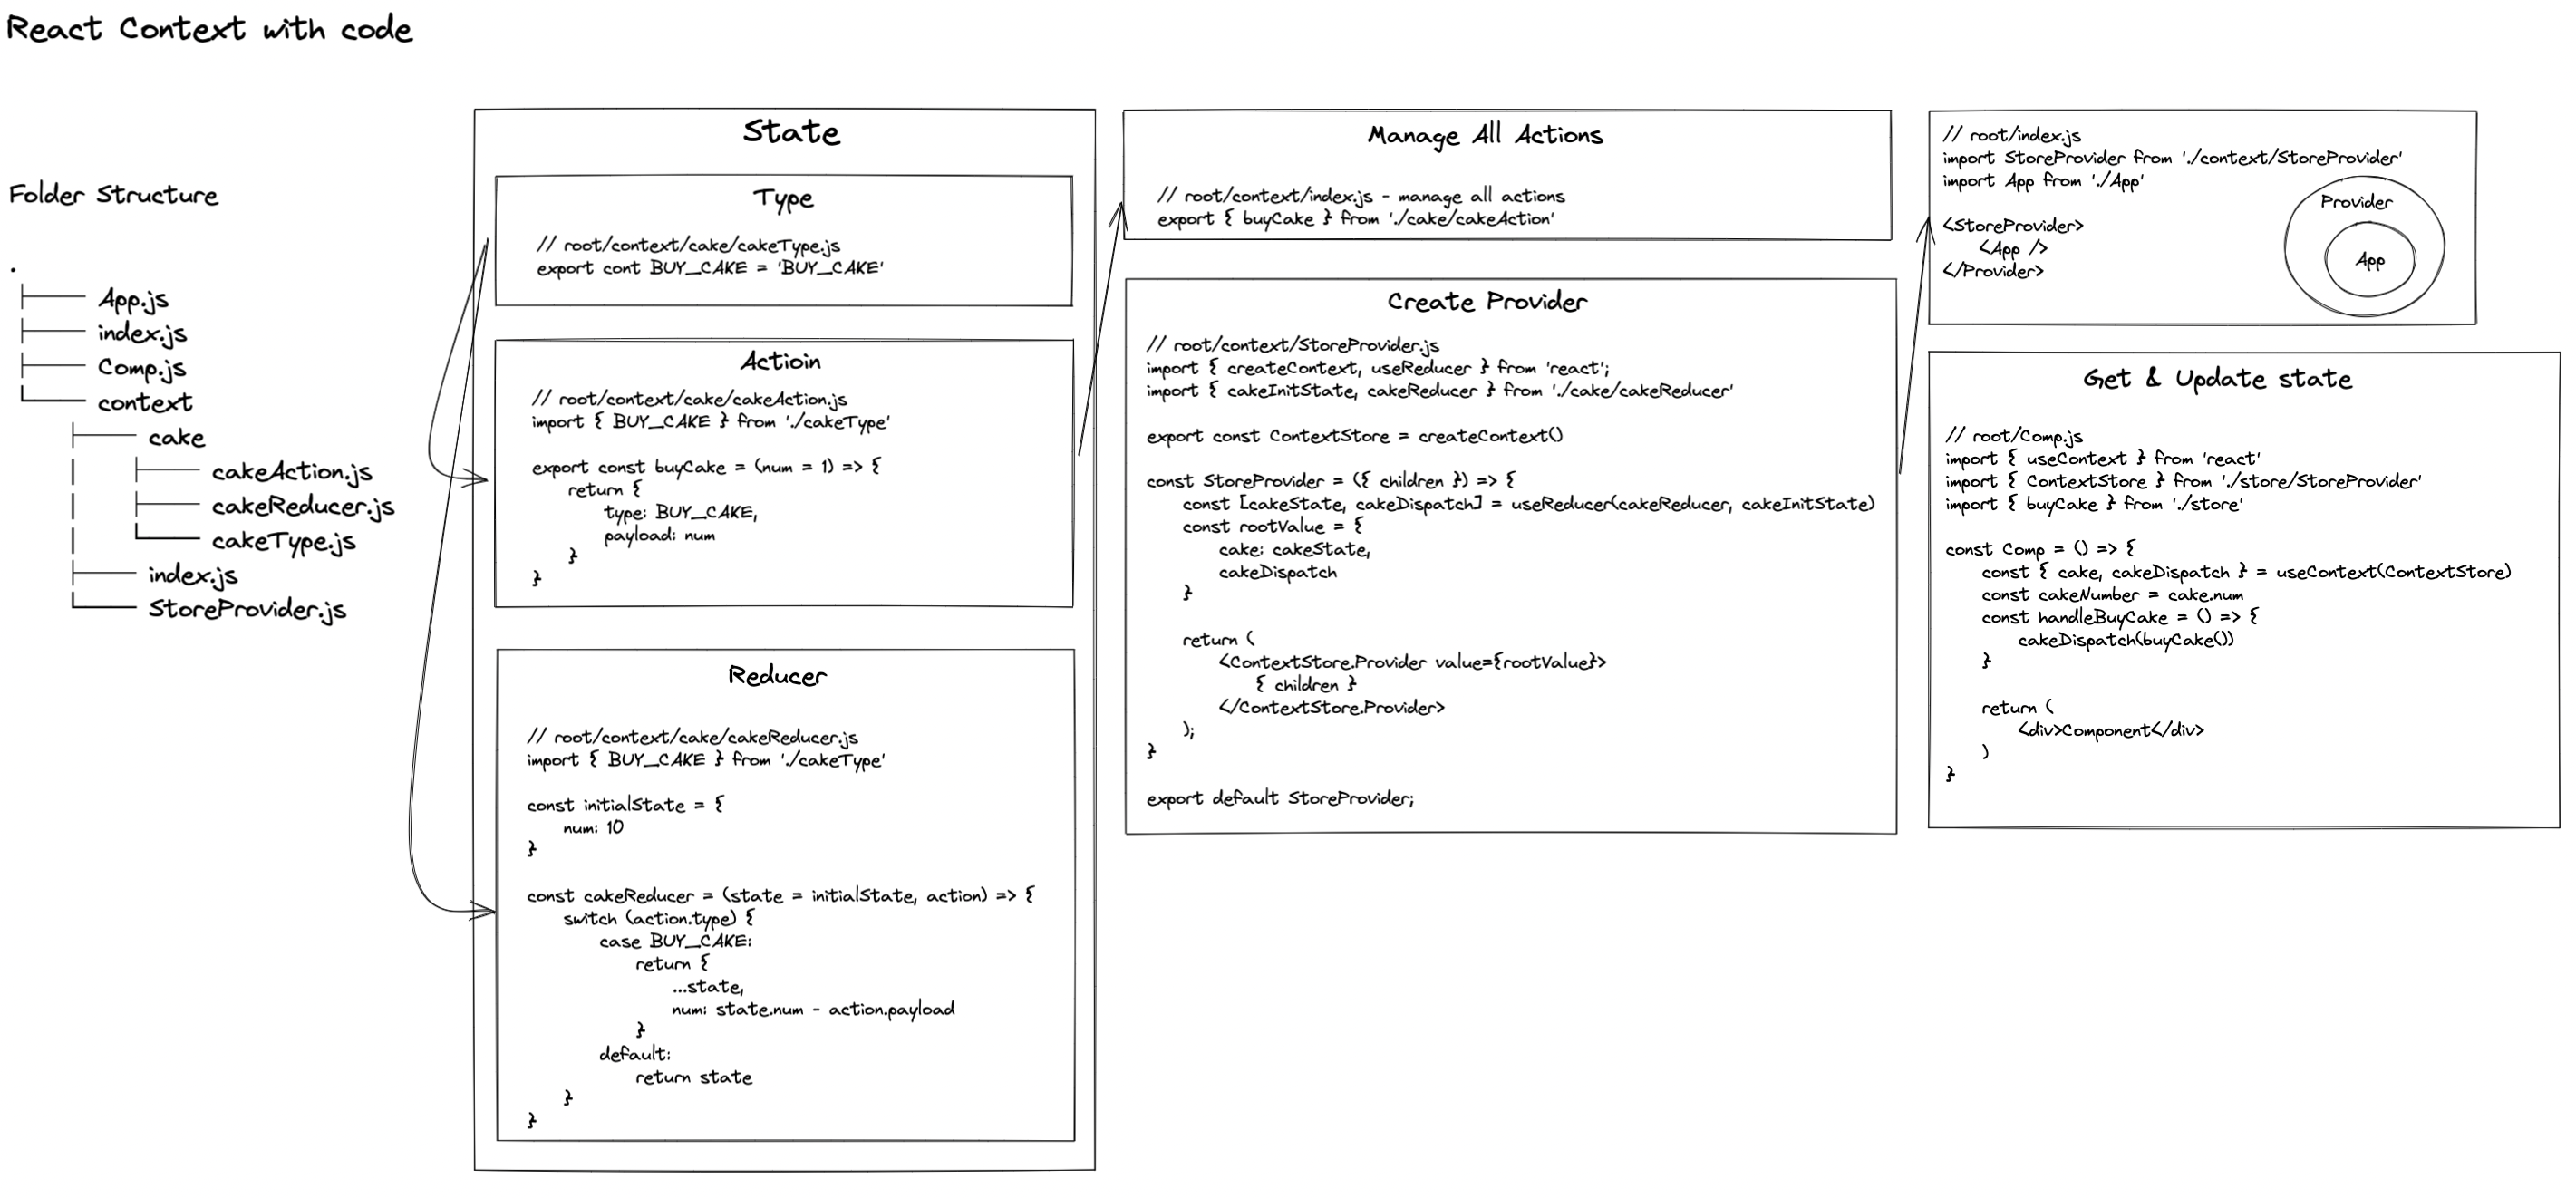 React Context with code
Folder Structure
.
├── App.js
├── index.js
├── Comp.js
└── context
    ├── cake
    |   ├── cakeAction.js
    |   ├── cakeReducer.js
    |   └── cakeType.js
    ├── index.js
    └── StoreProvider.js
State
Type
// root/context/cake/cakeType.js
export cont BUY_CAKE = 'BUY_CAKE'
Actioin
// root/context/cake/cakeAction.js
import { BUY_CAKE } from './cakeType'
export const buyCake = (num = 1) => {
    return {
        type: BUY_CAKE,
        payload: num
    }
}
Reducer
// root/context/cake/cakeReducer.js
import { BUY_CAKE } from './cakeType'
const initialState = {
    num: 10
}
const cakeReducer = (state = initialState, action) => {
    switch (action.type) {
        case BUY_CAKE:
            return {
                ...state,
                num: state.num - action.payload
            }
        default:
            return state
    }
}
Manage All Actions
// root/context/index.js - manage all actions
export { buyCake } from './cake/cakeAction'
Create Provider
// root/context/StoreProvider.js
import { createContext, useReducer } from 'react';
import { cakeInitState, cakeReducer } from './cake/cakeReducer'
export const ContextStore = createContext()
const StoreProvider = ({ children }) => {
    const [cakeState, cakeDispatch] = useReducer(cakeReducer, cakeInitState)
    const rootValue = {
        cake: cakeState,
        cakeDispatch
    }
    return (
        <ContextStore.Provider value={rootValue}>
            { children }
        </ContextStore.Provider>
    );
}
export default StoreProvider;
// root/index.js
import StoreProvider from './context/StoreProvider'
import App from './App'
<StoreProvider>
    <App />
</Provider>
Provider
App
Get & Update state
// root/Comp.js
import { useContext } from 'react'
import { ContextStore } from './store/StoreProvider'
import { buyCake } from './store'
const Comp = () => {
    const { cake, cakeDispatch } = useContext(ContextStore)
    const cakeNumber = cake.num
    const handleBuyCake = () => {
        cakeDispatch(buyCake())
    }
    return (
        <div>Component</div>
    )
}